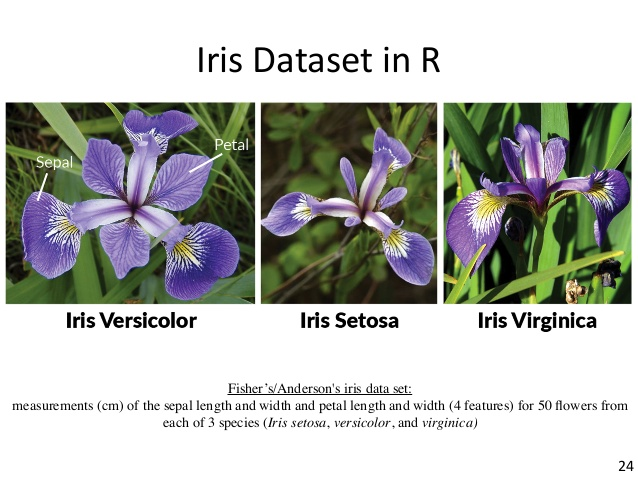 Iris Dataset in R
Sepal
Petal
Iris Versicolor
Iris Setosa
Iris Virginica
Fisher’s/Anderson's iris data set:
measurements (cm) of the sepal length and width and petal length and width (4 features) for 50 flowers from
each of 3 species (Iris setosa, versicolor, and virginica)
24